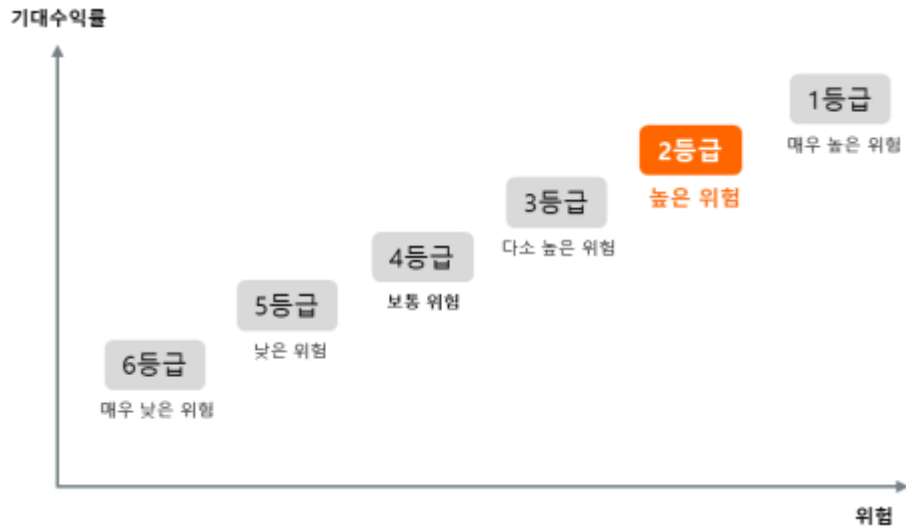 기대수익률
1등급
매우 높은 위험
2등급
높은 위험
3등급
다소 높은 위험
4등급
보통 위험
5등급
낮은 위험
6등급
매우 낮은 위험
위험